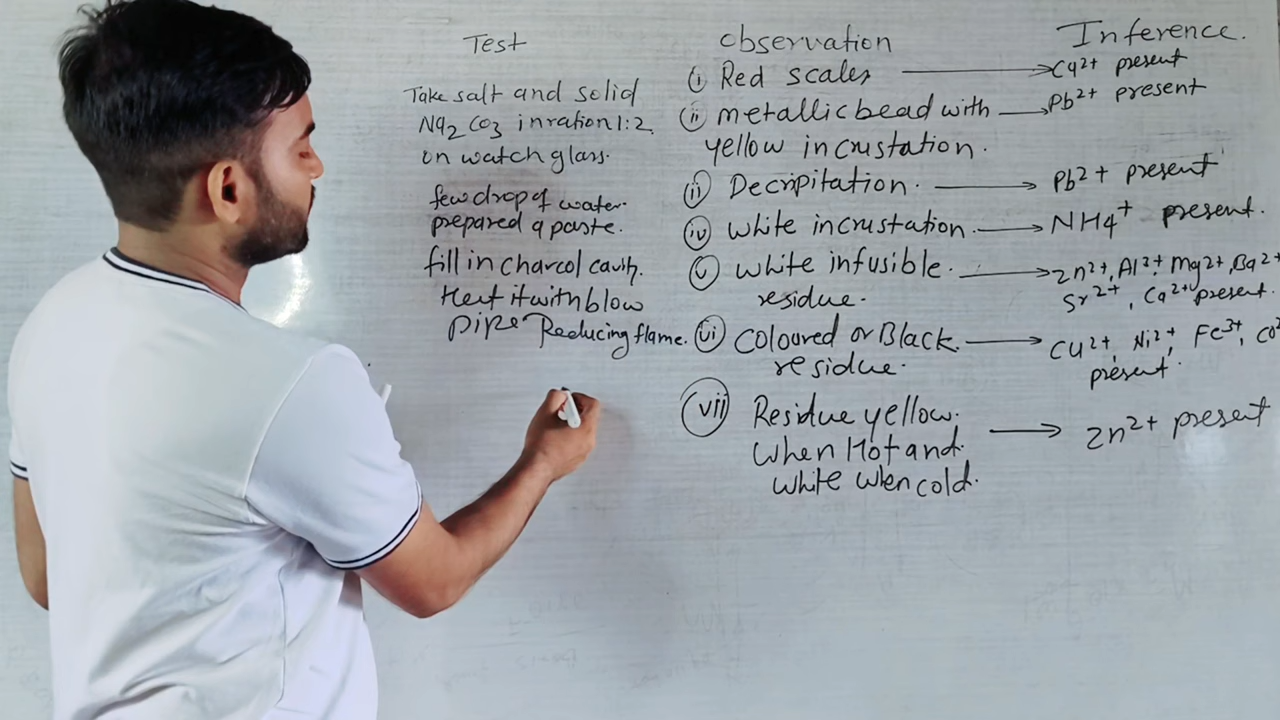 Test
Take salt and solid
Na2 CO3 in ration 1:2.
on watch glass.
few drop of water.
prepared a paste.
fill in charcol cavity.
Heat it with blow
pipe Reducing flame.
Observation
(i) Red scales
(ii) metallic bead with
yellow incrustation.
(ii) Decripitation.
(iv) white incrustation.
(v) white infusible.
residue.
(vi) Coloured or Black
residue.
(vii) Residue yellow.
When Hot and.
white when cold.
Inference.
→ Cu2+ present
→ Pb2+ present
→ Pb2+ present
→ NH4+ present.
→ Zn2+, Al3+, Mg2+, Ba2+
Sr2+, Ca2+ present.
→ Cu2+, Ni2+, Fe3+, CO2
present.
→ Zn2+ present